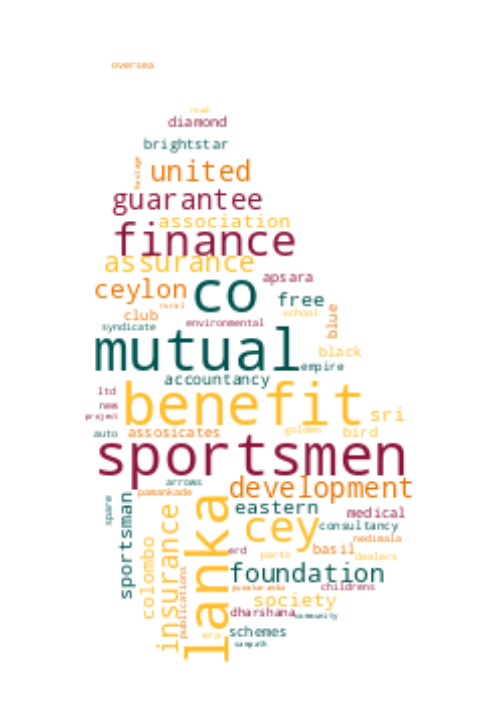 oversea
road
diamond
brightstar
haulage
united
guarantee
association
finance
assurance
apsara
ceylon
co
free
rural
school
club
environmental
blue
syndicate
mutual
black
empire
accountancy
ltd
benefit
new
project
sri
auto
assosicates
golden
bird
sportsmen
arrows
development
pamankade
spare
sportsman
eastern
medical
cey
consultancy
lanka
insurance
colombo
nedimala
erd
parts
basil
dealers
foundation
publications
childrens
society
dharshana
community
era
schemes
sampath